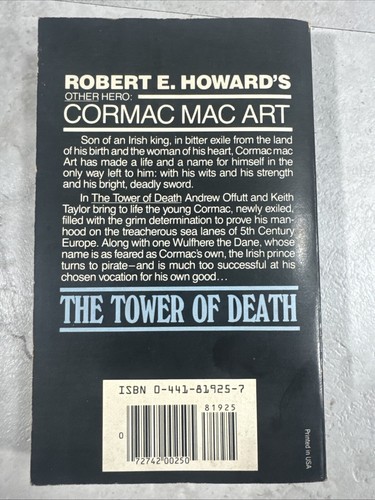 ROBERT E. HOWARD'S
OTHER HERO:
CORMAC MAC ART
Son of an Irish king, in bitter exile from the land
of his birth and the woman of his heart, Cormac mac
Art has made a life and a name for himself in the
only way left to him: with his wits and his strength
and his bright, deadly sword.
In The Tower of Death Andrew Offutt and Keith
Taylor bring to life the young Cormac, newly exiled,
filled with the grim determination to prove his man-
hood on the treacherous sea lanes of 5th Century
Europe. Along with one Wulfhere the Dane, whose
name is as feared as Cormac's own, the Irish prince
turns to pirate—and is much too successful at his
chosen vocation for his own good...
THE TOWER OF DEATH
ISBN 0-441-81925-7
81925
0
72742 00250
Printed in USA